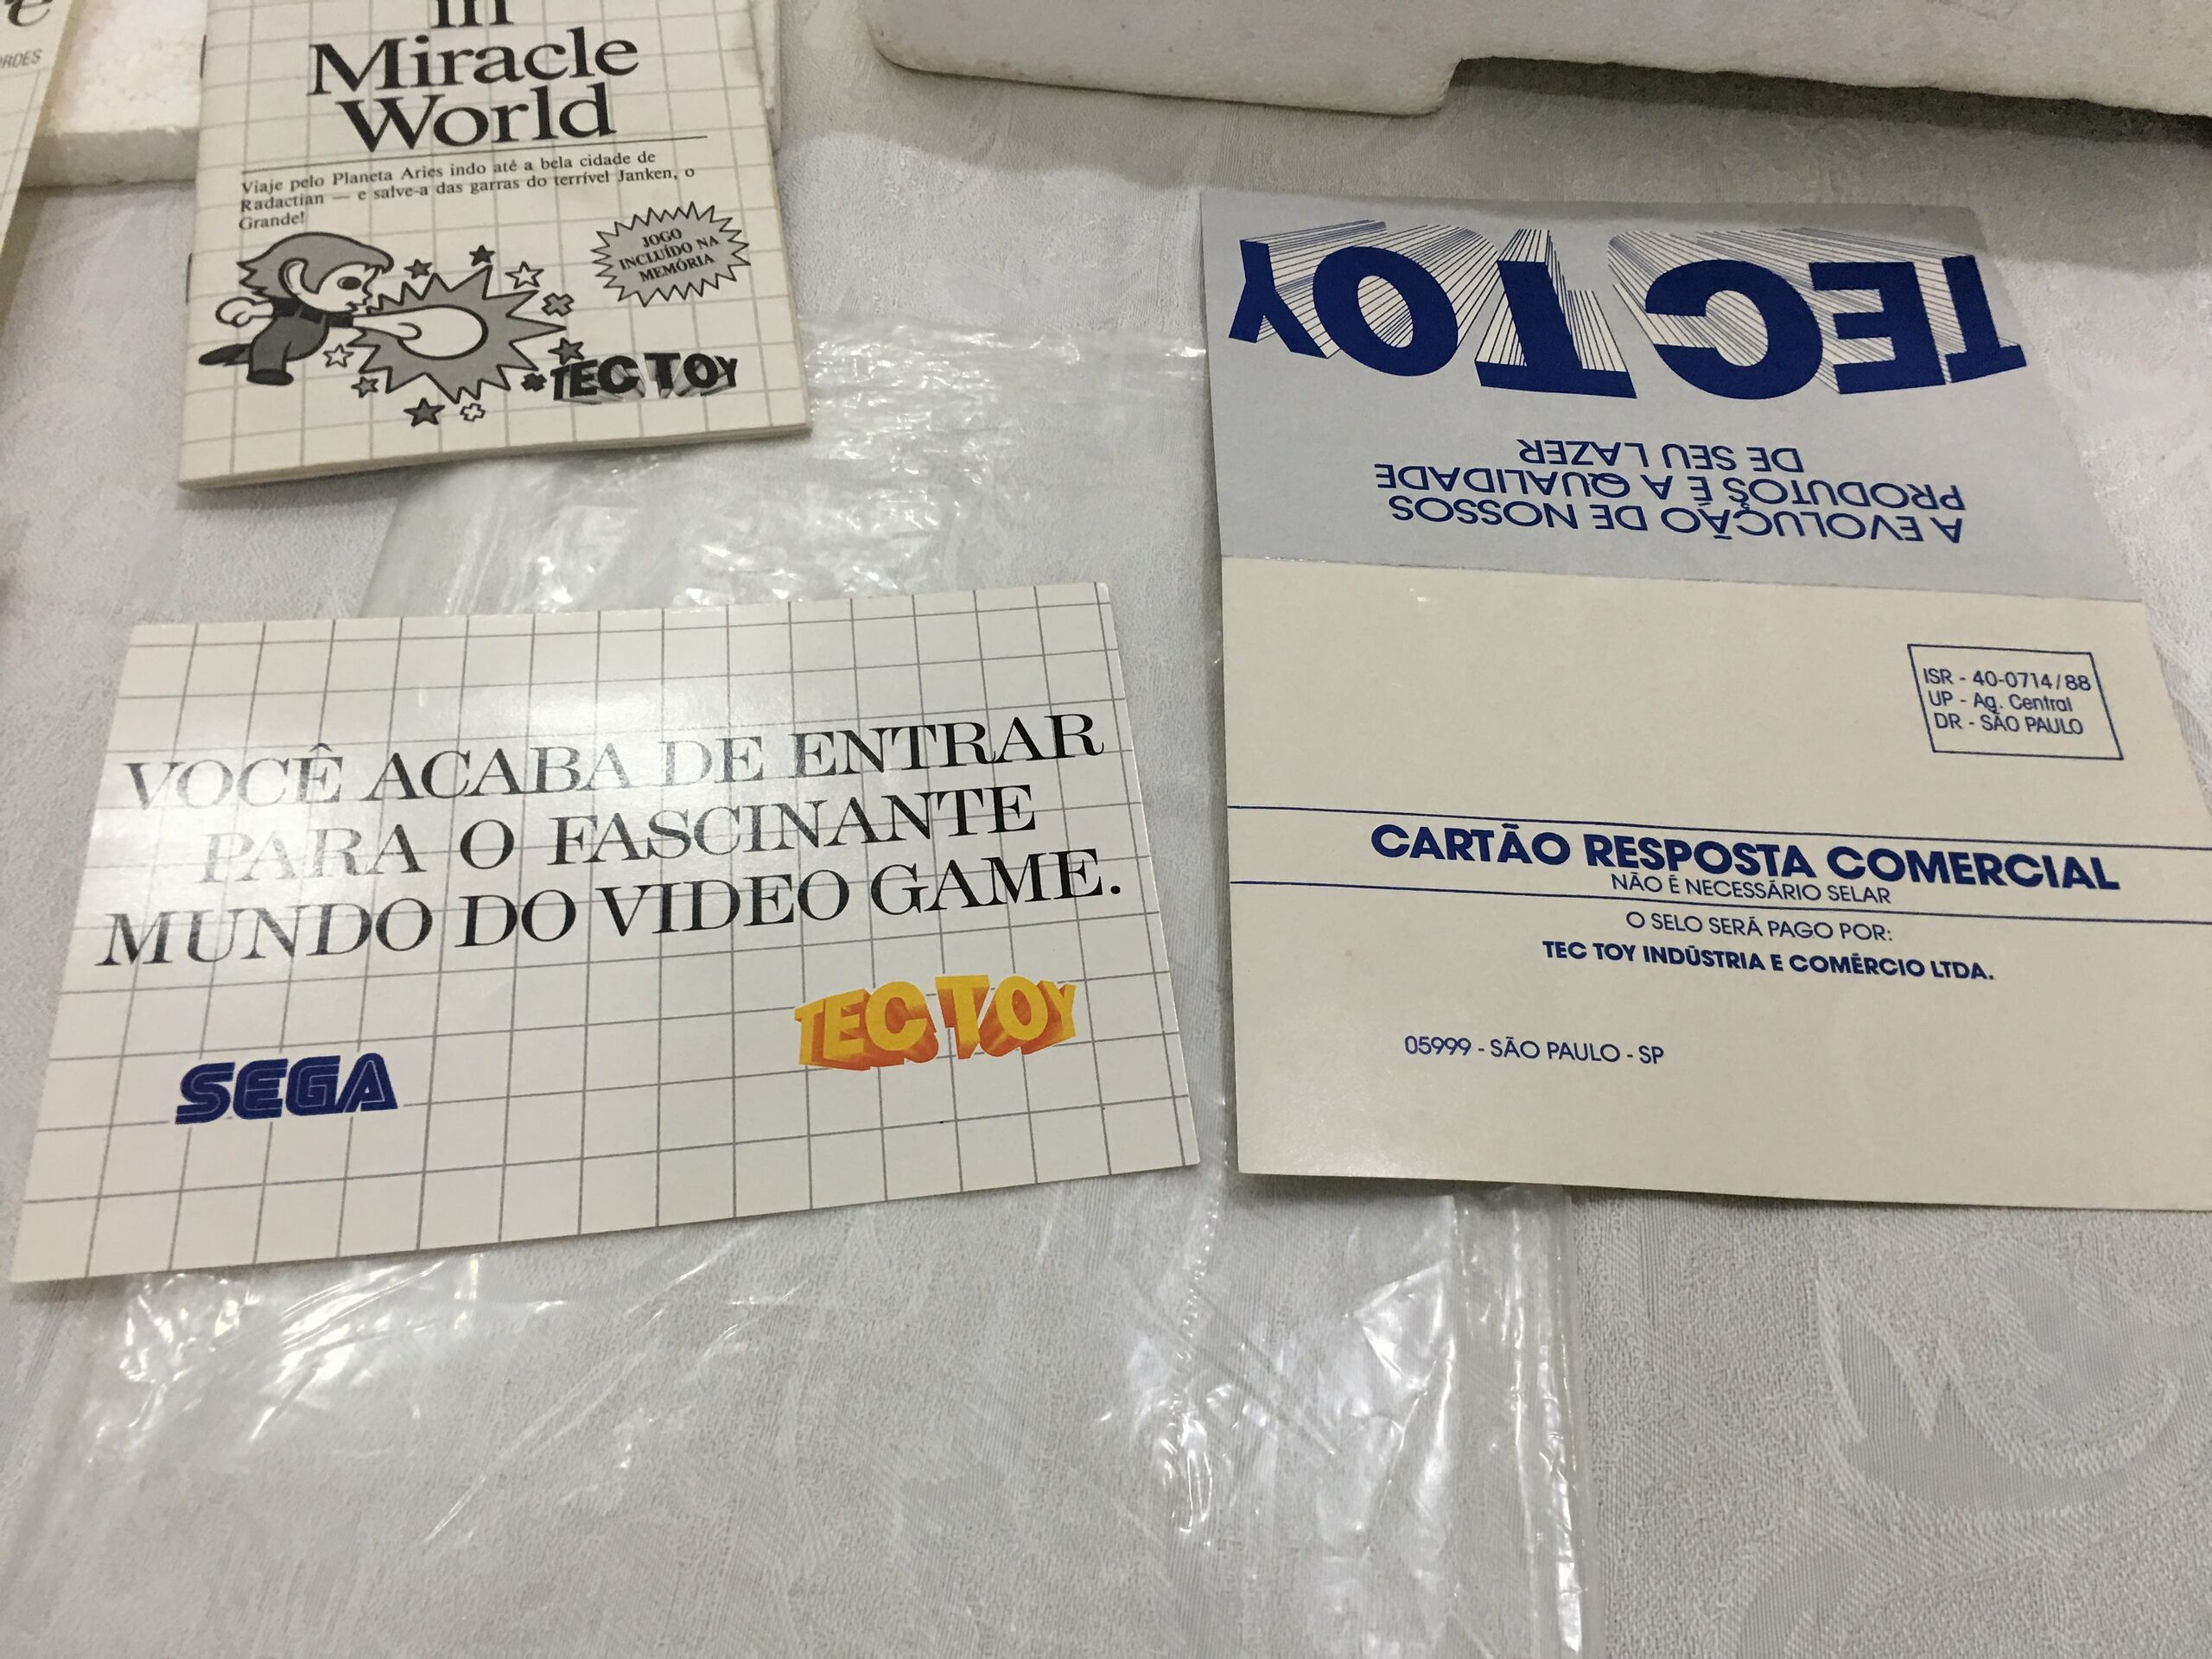 e
ORDES
in
Miracle
World
Viaje pelo Planeta Aries indo até a bela cidade de
Radactian — e salve-a das garras do terrível Janken, o
Grande!
JOGO
INCLUÍDO NA
MEMÓRIA
TEC TOY
VOCÊ ACABA DE ENTRAR
PARA O FASCINANTE
MUNDO DO VIDEO GAME.
SEGA
TEC TOY
A EVOLUÇÃO DE NOSSOS
PRODUTOS É A QUALIDADE
DE SEU LAZER
TEC TOY
ISR - 40-0714/88
UP - Ag. Central
DR - SÃO PAULO
CARTÃO RESPOSTA COMERCIAL
NÃO É NECESSÁRIO SELAR
O SELO SERÁ PAGO POR:
TEC TOY INDÚSTRIA E COMÉRCIO LTDA.
05999 - SÃO PAULO - SP